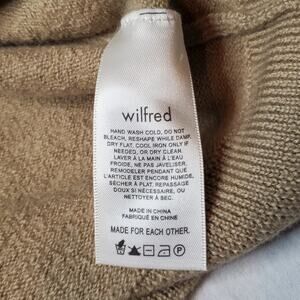 wilfred
HAND WASH COLD, DO NOT
BLEACH, RESHAPE WHILE DAMP,
DRY FLAT, COOL IRON ONLY IF
NEEDED, OR DRY CLEAN.
LAVER À LA MAIN À L'EAU
FROIDE, NE PAS JAVELISER.
REMODELER PENDANT QUE
L'ARTICLE EST ENCORE HUMIDE,
SÉCHER À PLAT. REPASSAGE
DOUX SI NÉCESSAIRE, OU
NETTOYER À SEC.
MADE IN CHINA
FABRIQUÉ EN CHINE
MADE FOR EACH OTHER.